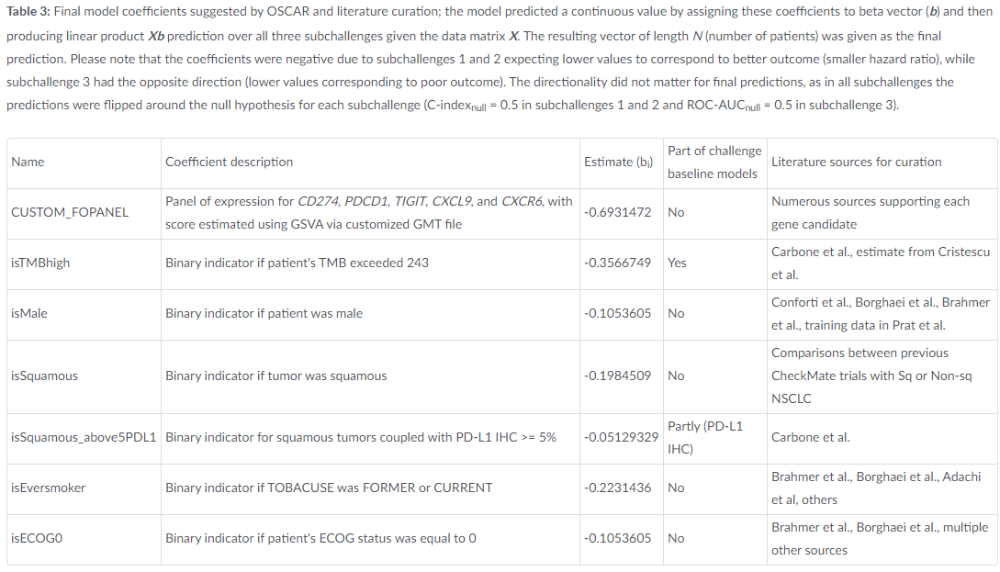 Table 3: Final model coefficients suggested by OSCAR and literature curation; the model predicted a continuous value by assigning these coefficients to beta vector (b) and then
producing linear product Xb prediction over all three subchallenges given the data matrix X. The resulting vector of length N (number of patients) was given as the final
prediction. Please note that the coefficients were negative due to subchallenges 1 and 2 expecting lower values to correspond to better outcome (smaller hazard ratio), while
subchallenge 3 had the opposite direction (lower values corresponding to poor outcome). The directionality did not matter for final predictions, as in all subchallenges the
predictions were flipped around the null hypothesis for each subchallenge (C-indexnull = 0.5 in subchallenges 1 and 2 and ROC-AUCnull = 0.5 in subchallenge 3).
Name
Coefficient description
Estimate (bi)
Part of challenge
baseline models
Literature sources for curation
CUSTOM_FOPANEL
Panel of expression for CD274, PDCD1, TIGIT, CXCL9, and CXCR6, with
score estimated using GSVA via customized GMT file
-0.6931472
No
Numerous sources supporting each
gene candidate
isTMBhigh
Binary indicator if patient's TMB exceeded 243
-0.3566749
Yes
Carbone et al., estimate from Cristescu
et al.
isMale
Binary indicator if patient was male
-0.1053605
No
Conforti et al., Borghaei et al., Brahmer
et al., training data in Prat et al.
isSquamous
Binary indicator if tumor was squamous
-0.1984509
No
Comparisons between previous
CheckMate trials with Sq or Non-sq
NSCLC
isSquamous_above5PDL1
Binary indicator for squamous tumors coupled with PD-L1 IHC >= 5%
-0.05129329
Partly (PD-L1
IHC)
Carbone et al.
isEversmoker
Binary indicator if TOBACUSE was FORMER or CURRENT
-0.2231436
No
Brahmer et al., Borghaei et al., Adachi
et al, others
isECOG0
Binary indicator if patient's ECOG status was equal to 0
-0.1053605
No
Brahmer et al., Borghaei et al., multiple
other sources